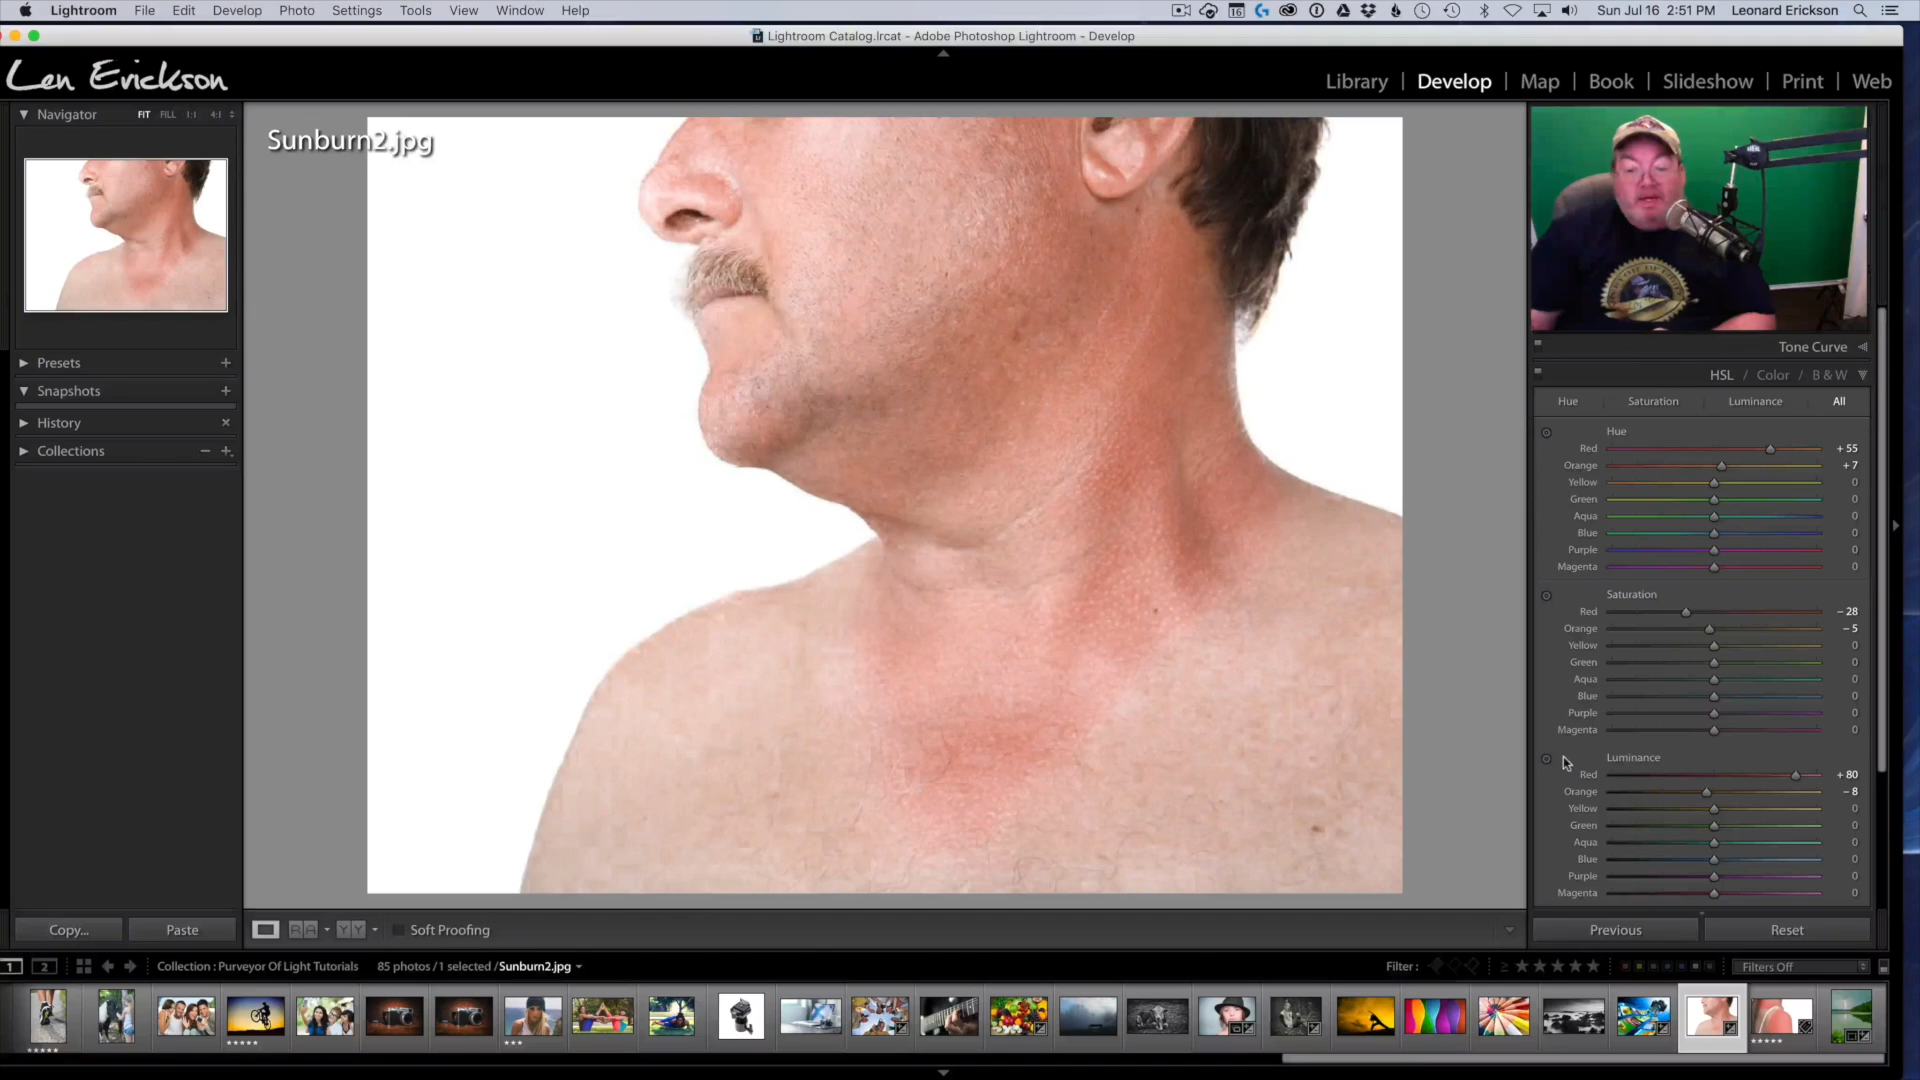 Lightroom File Edit Develop Photo Settings Tools View Window Help
16
Sun Jul 16 2:51 PM Leonard Erickson
Lightroom Catalog.lrcat - Adobe Photoshop Lightroom - Develop
Len Erickson
Library | Develop | Map | Book | Slideshow | Print | Web
Navigator FIT FILL 1:1 4:1
Sunburn2.jpg
Presets
Snapshots
History
Collections
Tone Curve
HSL / Color / B & W
Hue Saturation Luminance All
Hue
Red +55
Orange +7
Yellow 0
Green 0
Aqua 0
Blue 0
Purple 0
Magenta 0
Saturation
Red -28
Orange -5
Yellow 0
Green 0
Aqua 0
Blue 0
Purple 0
Magenta 0
Luminance
Red +80
Orange -8
Yellow 0
Green 0
Aqua 0
Blue 0
Purple 0
Magenta 0
Copy... Paste
R A Y Y Soft Proofing
Previous Reset
1 2 Collection : Purveyor Of Light Tutorials 85 photos / 1 selected / Sunburn2.jpg
Filter : ≥ Filters Off